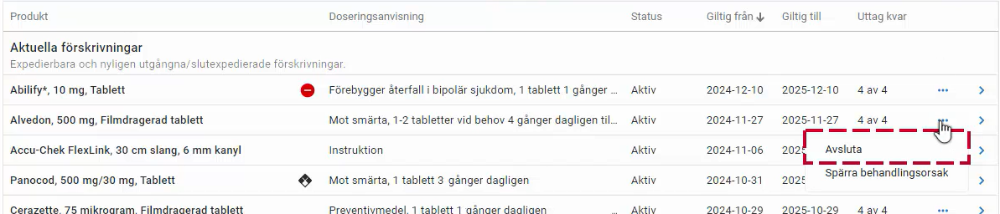 Produkt Doseringsanvisning Status Giltig från Giltig till Uttag kvar
Aktuella förskrivningar
Expedierbara och nyligen utgångna/slutexpedierade förskrivningar.
Abilify*, 10 mg, Tablett Förebygger återfall i bipolär sjukdom, 1 tablett 1 gånger ... Aktiv 2024-12-10 2025-12-10 4 av 4
Alvedon, 500 mg, Filmdragerad tablett Mot smärta, 1-2 tabletter vid behov 4 gånger dagligen til... Aktiv 2024-11-27 2025-11-27 4 av 4
Accu-Chek FlexLink, 30 cm slang, 6 mm kanyl Instruktion Aktiv 2024-11-06 2025
Avsluta
Panocod, 500 mg/30 mg, Tablett Mot smärta, 1 tablett 3 gånger dagligen Aktiv 2024-10-31 2025
Spärra behandlingsorsak
Cerazette, 75 mikrogram, Filmdragerad tablett Preventivmedel, 1 tablett 1 gånger dagligen ... Aktiv 2024-10-29 2025-10-29 4 av 4